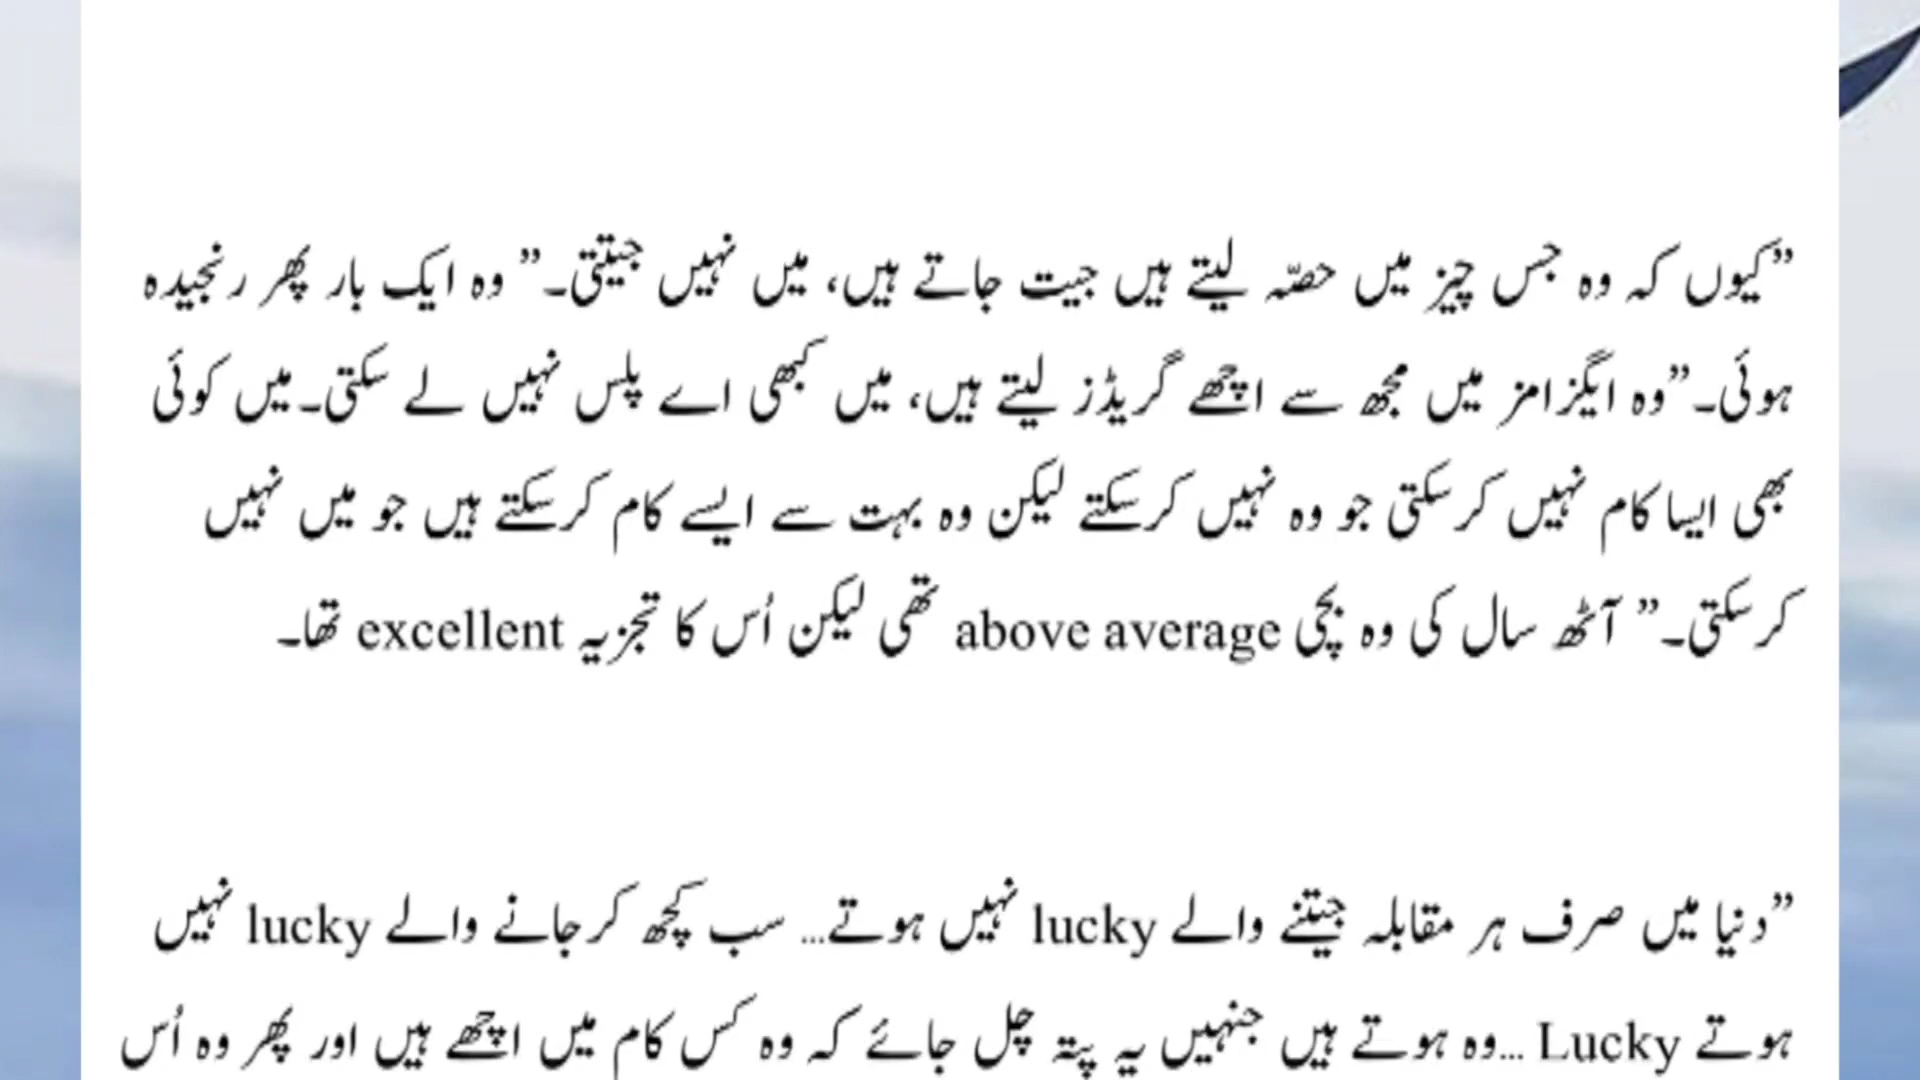 ”کیوں کہ وہ جس چیز میں حصّہ لیتے ہیں جیت جاتے ہیں، میں نہیں جیتتی۔” وہ ایک بار پھر رنجیدہ
ہوئی۔”وہ ایگزامز میں مجھ سے اچھے گریڈز لیتے ہیں، میں کبھی اے پلس نہیں لے سکتی۔میں کوئی
بھی ایسا کام نہیں کرسکتی جو وہ نہیں کرسکتے لیکن وہ بہت سے ایسے کام کرسکتے ہیں جو میں نہیں
کرسکتی۔” آٹھ سال کی وہ بچی above average تھی لیکن اُس کا تجزیہ excellent تھا۔
”دنیا میں صرف ہر مقابلہ جیتنے والے lucky نہیں ہوتے… سب کچھ کرجانے والے lucky نہیں
ہوتے Lucky …وہ ہوتے ہیں جنہیں یہ پتہ چل جائے کہ وہ کس کام میں اچھے ہیں اور پھر وہ اُس